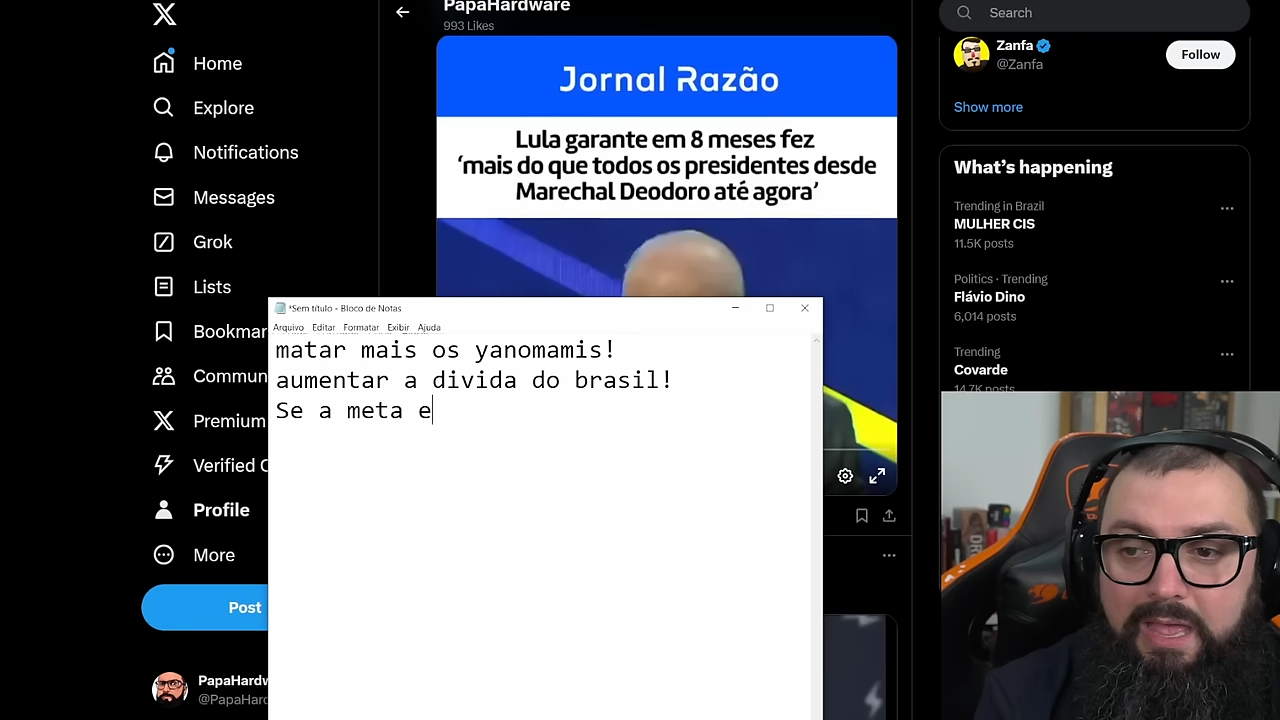 PapaHardware
993 Likes
Home
Explore
Notifications
Messages
Grok
Lists
Bookmar
Commun
Premium
Verified
Profile
More
Post
PapaHardw
@PapaHard
Jornal Razão
Lula garante em 8 meses fez
‘mais do que todos os presidentes desde
Marechal Deodoro até agora’
*Sem título - Bloco de Notas
Arquivo Editar Formatar Exibir Ajuda
matar mais os yanomamis!
aumentar a divida do brasil!
Se a meta e
Search
Zanfa
@Zanfa
Follow
Show more
What’s happening
Trending in Brazil
MULHER CIS
11.5K posts
Politics · Trending
Flávio Dino
6,014 posts
Trending
Covarde
14.7K posts